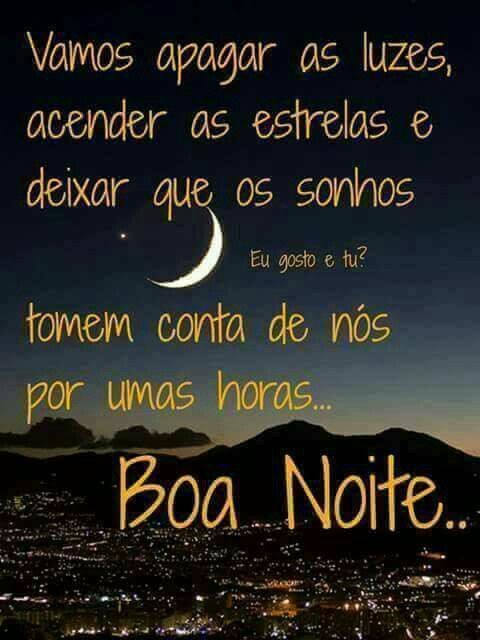 Vamos apagar as luzes,
acender as estrelas e
deixar que os sonhos
Eu gosto e tu?
tomem conta de nós
por umas horas...
Boa Noite..